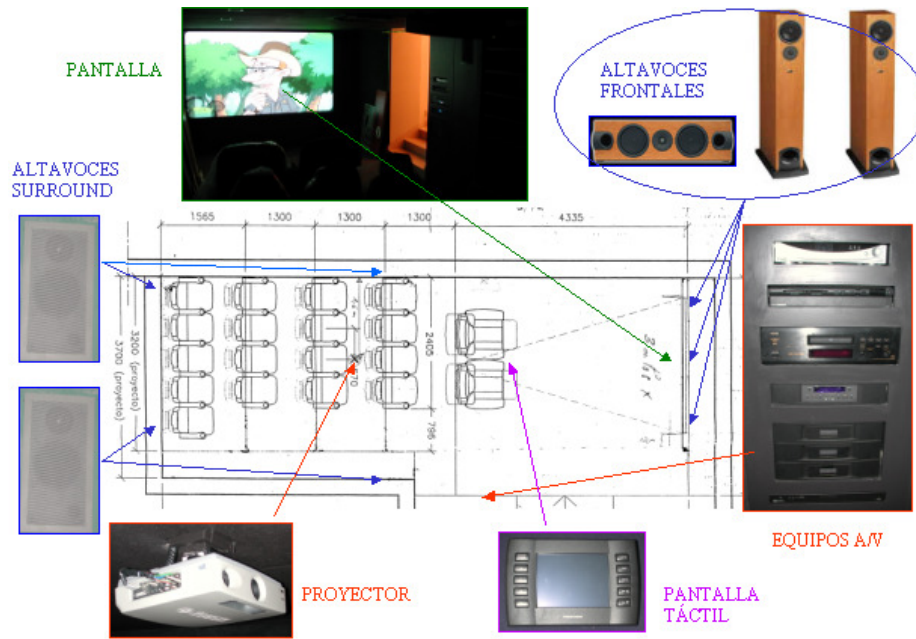 PANTALLA
ALTAVOCES
FRONTALES
ALTAVOCES
SURROUND
1565
1300
1300
1300
4335
3200 (proyecto)
3700 (proyecto)
2405
670
796
EQUIPOS A/V
PROYECTOR
PANTALLA
TÁCTIL